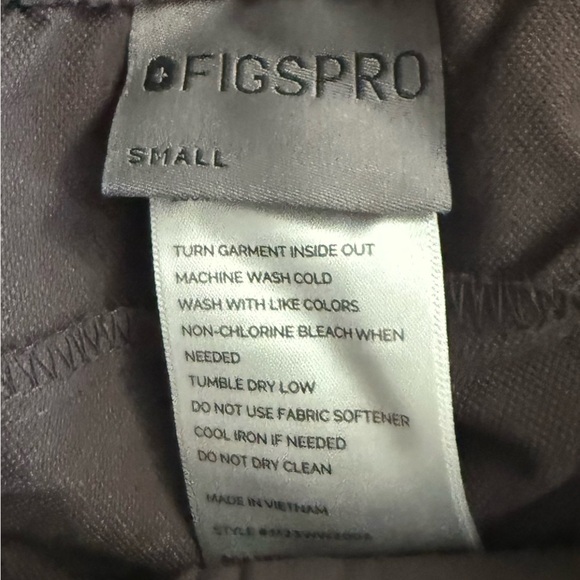 FIGSPRO
SMALL
TURN GARMENT INSIDE OUT
MACHINE WASH COLD
WASH WITH LIKE COLORS
NON-CHLORINE BLEACH WHEN
NEEDED
TUMBLE DRY LOW
DO NOT USE FABRIC SOFTENER
COOL IRON IF NEEDED
DO NOT DRY CLEAN
MADE IN VIETNAM
STYLE